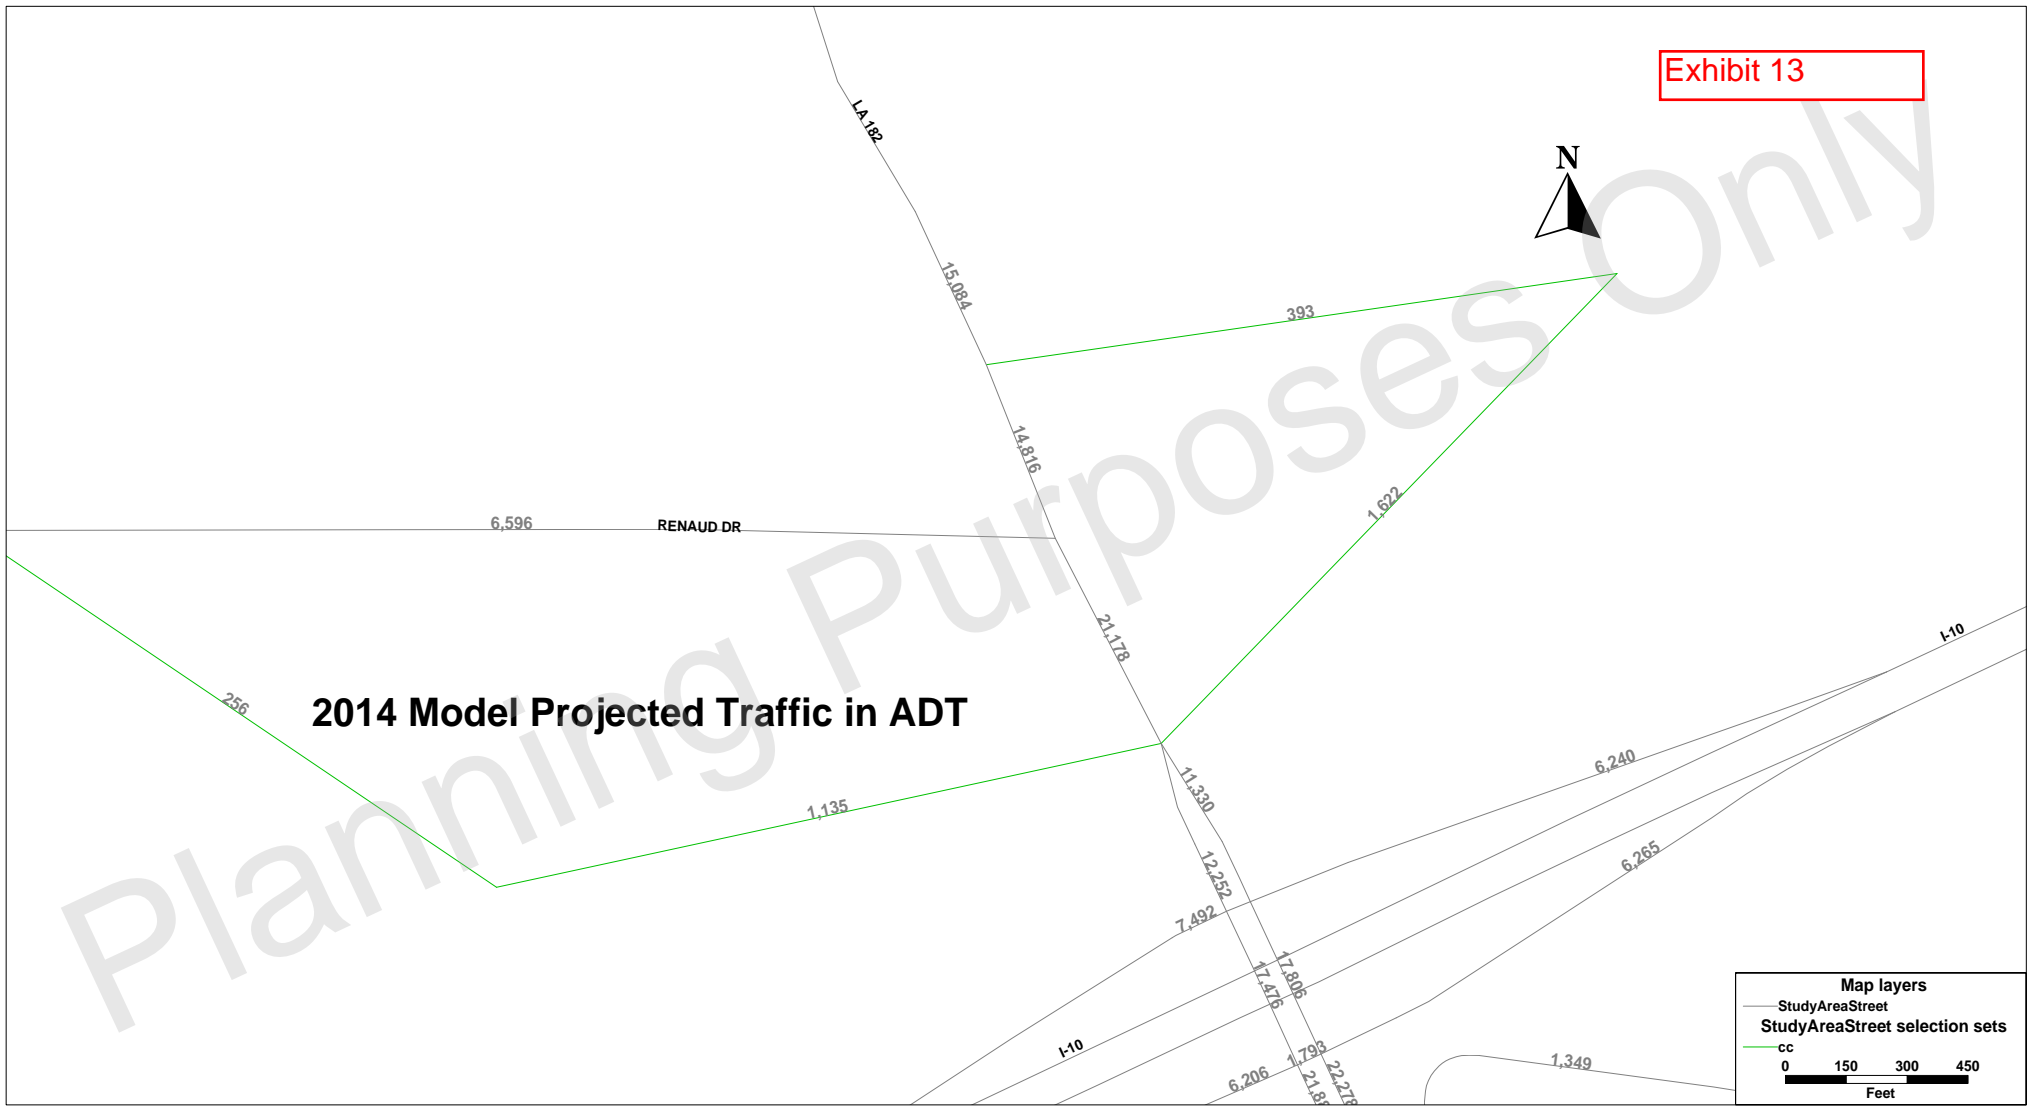 Exhibit 13
LA 182
N
15,084
393
14,816
1,622
6,596
RENAUD DR
21,178
I-10
256
2014 Model Projected Traffic in ADT
6,240
11,330
1,135
6,265
12,252
7,492
17,806
17,476
I-10
1,793
6,206
22,278
1,349
Planning Purposes Only
Map layers
StudyAreaStreet
StudyAreaStreet selection sets
cc
0 150 300 450
Feet